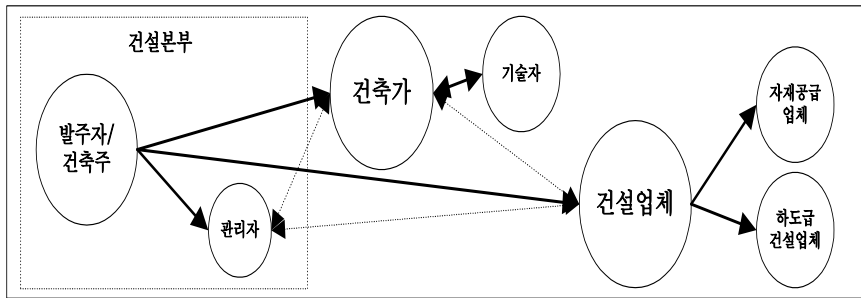 건설본부
발주자/
건축주
관리자
건축가
기술자
건설업체
자재공급
업체
하도급
건설업체